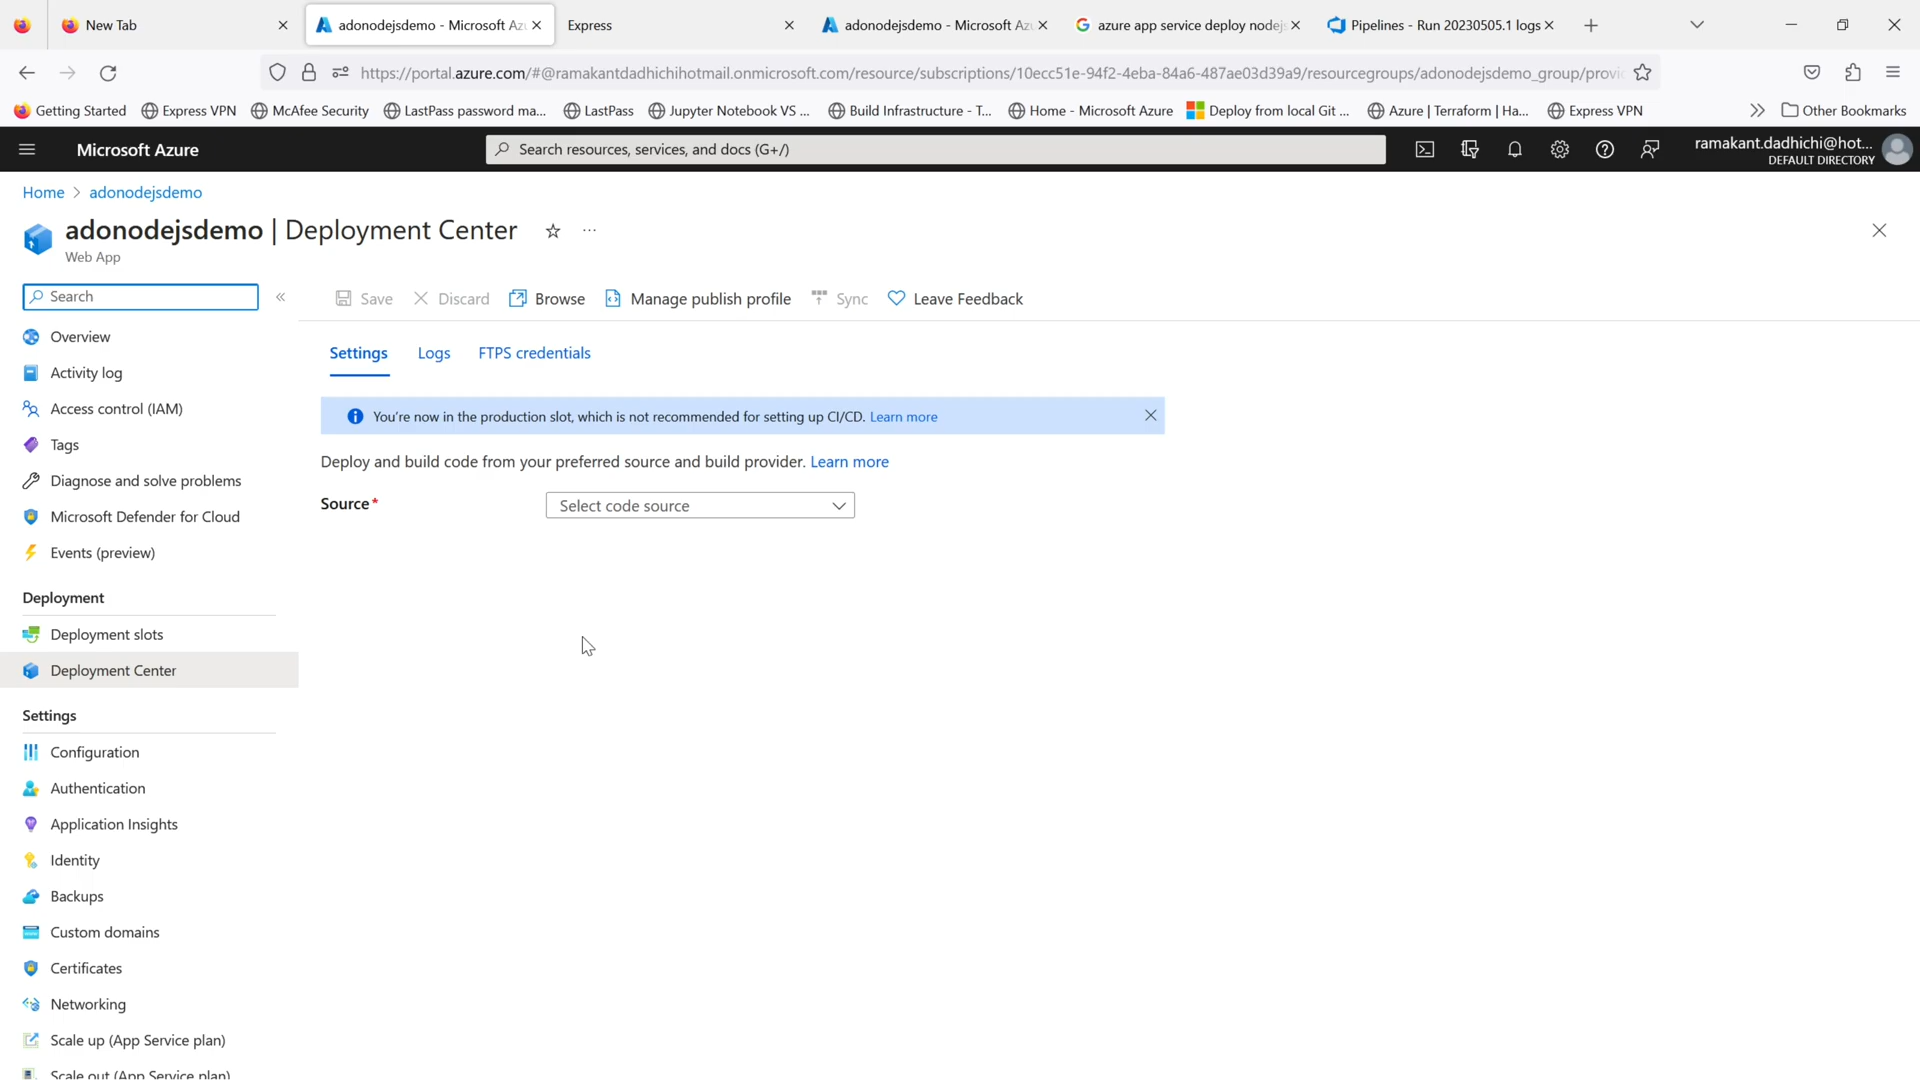 New Tab
adonodejsdemo - Microsoft Az
Express
adonodejsdemo - Microsoft Az
azure app service deploy nodej
Pipelines - Run 20230505.1 logs
https://portal.azure.com/#@ramakantdadhichihotmail.onmicrosoft.com/resource/subscriptions/10ecc51e-94f2-4eba-84a6-487ae03d39a9/resourcegroups/adonodejsdemo_group/provi
Getting Started
Express VPN
McAfee Security
LastPass password ma...
LastPass
Jupyter Notebook VS ...
Build Infrastructure - T...
Home - Microsoft Azure
Deploy from local Git ...
Azure | Terraform | Ha...
Express VPN
Other Bookmarks
Microsoft Azure
Search resources, services, and docs (G+/)
ramakant.dadhichi@hot...
DEFAULT DIRECTORY
Home > adonodejsdemo
adonodejsdemo | Deployment Center
Web App
Search
Save
Discard
Browse
Manage publish profile
Sync
Leave Feedback
Overview
Activity log
Access control (IAM)
Tags
Diagnose and solve problems
Microsoft Defender for Cloud
Events (preview)
Deployment
Deployment slots
Deployment Center
Settings
Configuration
Authentication
Application Insights
Identity
Backups
Custom domains
Certificates
Networking
Scale up (App Service plan)
Scale out (App Service plan)
Settings
Logs
FTPS credentials
You're now in the production slot, which is not recommended for setting up CI/CD. Learn more
Deploy and build code from your preferred source and build provider. Learn more
Source*
Select code source